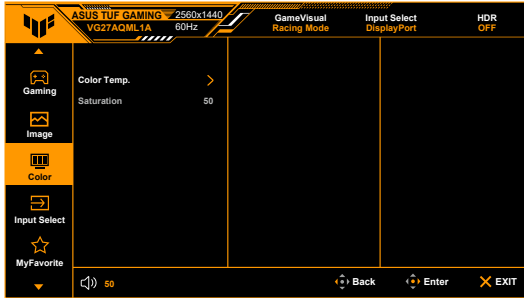 ASUS TUF GAMING 2560x1440
VG27AQML1A 60Hz
GameVisual
Racing Mode
Input Select
DisplayPort
HDR
OFF
Gaming
Image
Color
Input Select
MyFavorite
Color Temp.
Saturation 50
50
Back
Enter
EXIT